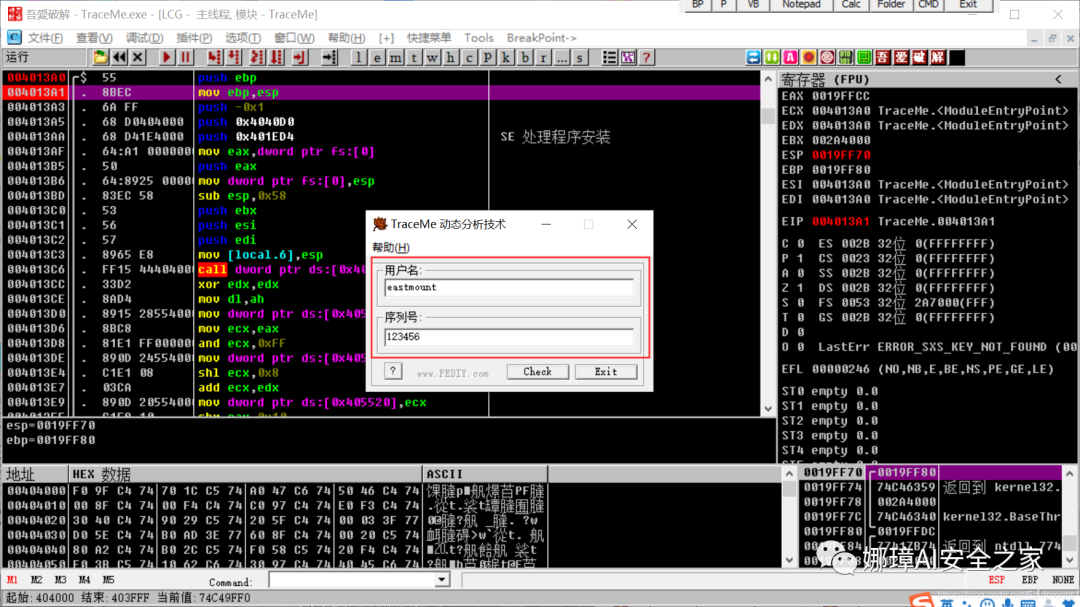 BP P VB Notepad Calc Folder CMD Exit
吾爱破解 - TraceMe.exe - [LCG - 主线程, 模块 - TraceMe]
文件(F) 查看(V) 调试(D) 插件(P) 选项(T) 窗口(W) 帮助(H) [+] 快捷菜单 Tools BreakPoint->
运行 l e m t w h c p k b r ... s ?
吾 爱 破 解
004013A0 $ 55 push ebp
004013A1 . 8BEC mov ebp,esp
004013A3 . 6A FF push -0x1
004013A5 . 68 D0404000 push 0x4040D0
004013AA . 68 D41E4000 push 0x401ED4 SE 处理程序安装
004013AF . 64:A1 000000 mov eax,dword ptr fs:[0]
004013B5 . 50 push eax
004013B6 . 64:8925 0000 mov dword ptr fs:[0],esp
004013BD . 83EC 58 sub esp,0x58
004013C0 . 53 push ebx
004013C1 . 56 push esi
004013C2 . 57 push edi
004013C3 . 8965 E8 mov [local.6],esp
004013C6 . FF15 44404000 call dword ptr ds:[0x40
004013CC . 33D2 xor edx,edx
004013CE . 8AD4 mov dl,ah
004013D0 . 8915 28554000 mov dword ptr ds:[0x405
004013D6 . 8BC8 mov ecx,eax
004013D8 . 81E1 FF000000 and ecx,0xFF
004013DE . 890D 24554000 mov dword ptr ds:[0x405
004013E4 . C1E1 08 shl ecx,0x8
004013E7 . 03CA add ecx,edx
004013E9 . 890D 20554000 mov dword ptr ds:[0x405520],ecx
esp=0019FF70
ebp=0019FF80
TraceMe 动态分析技术
帮助(H)
用户名:
eastmount
序列号:
123456
? www.PEDIY.com Check Exit
寄存器 (FPU) <
EAX 0019FFCC
ECX 004013A0 TraceMe.<ModuleEntryPoint>
EDX 004013A0 TraceMe.<ModuleEntryPoint>
EBX 002A4000
ESP 0019FF70
EBP 0019FF80
ESI 004013A0 TraceMe.<ModuleEntryPoint>
EDI 004013A0 TraceMe.<ModuleEntryPoint>
EIP 004013A1 TraceMe.004013A1
C 0 ES 002B 32位 0(FFFFFFFF)
P 1 CS 0023 32位 0(FFFFFFFF)
A 0 SS 002B 32位 0(FFFFFFFF)
Z 1 DS 002B 32位 0(FFFFFFFF)
S 0 FS 0053 32位 2A7000(FFF)
T 0 GS 002B 32位 0(FFFFFFFF)
D 0
O 0 LastErr ERROR_SXS_KEY_NOT_FOUND (00
EFL 00000246 (NO,NB,E,BE,NS,PE,GE,LE)
ST0 empty 0.0
ST1 empty 0.0
ST2 empty 0.0
ST3 empty 0.0
ST4 empty 0.0
地址 HEX 数据 ASCII
00404000 F0 9F C4 74 70 1C C5 74 A0 47 C6 74 50 46 C4 74
00404010 00 8F C4 74 00 F4 C4 74 C0 97 C4 74 E0 F3 C4 74
00404020 30 40 C4 74 90 29 C5 74 20 5F C4 74 00 03 3F 77
00404030 D0 5E C4 74 B0 AD 3E 77 60 8F C4 74 00 20 C5 74
00404040 80 A2 C4 74 B0 2C C5 74 F0 58 C5 74 20 F4 C4 74
0019FF70 0019FF80
0019FF74 74C46359 返回到 kernel32.
0019FF78 002A4000
0019FF7C 74C46340 kernel32.BaseThr
0019FF80 0019FFDC
0019FF84 77417B74 返回到 ntdll.774
娜璋AI安全之家
M1 M2 M3 M4 M5 Command: ESP EBP NONE
起始: 404000 结束: 403FFF 当前值: 74C49FF0
英